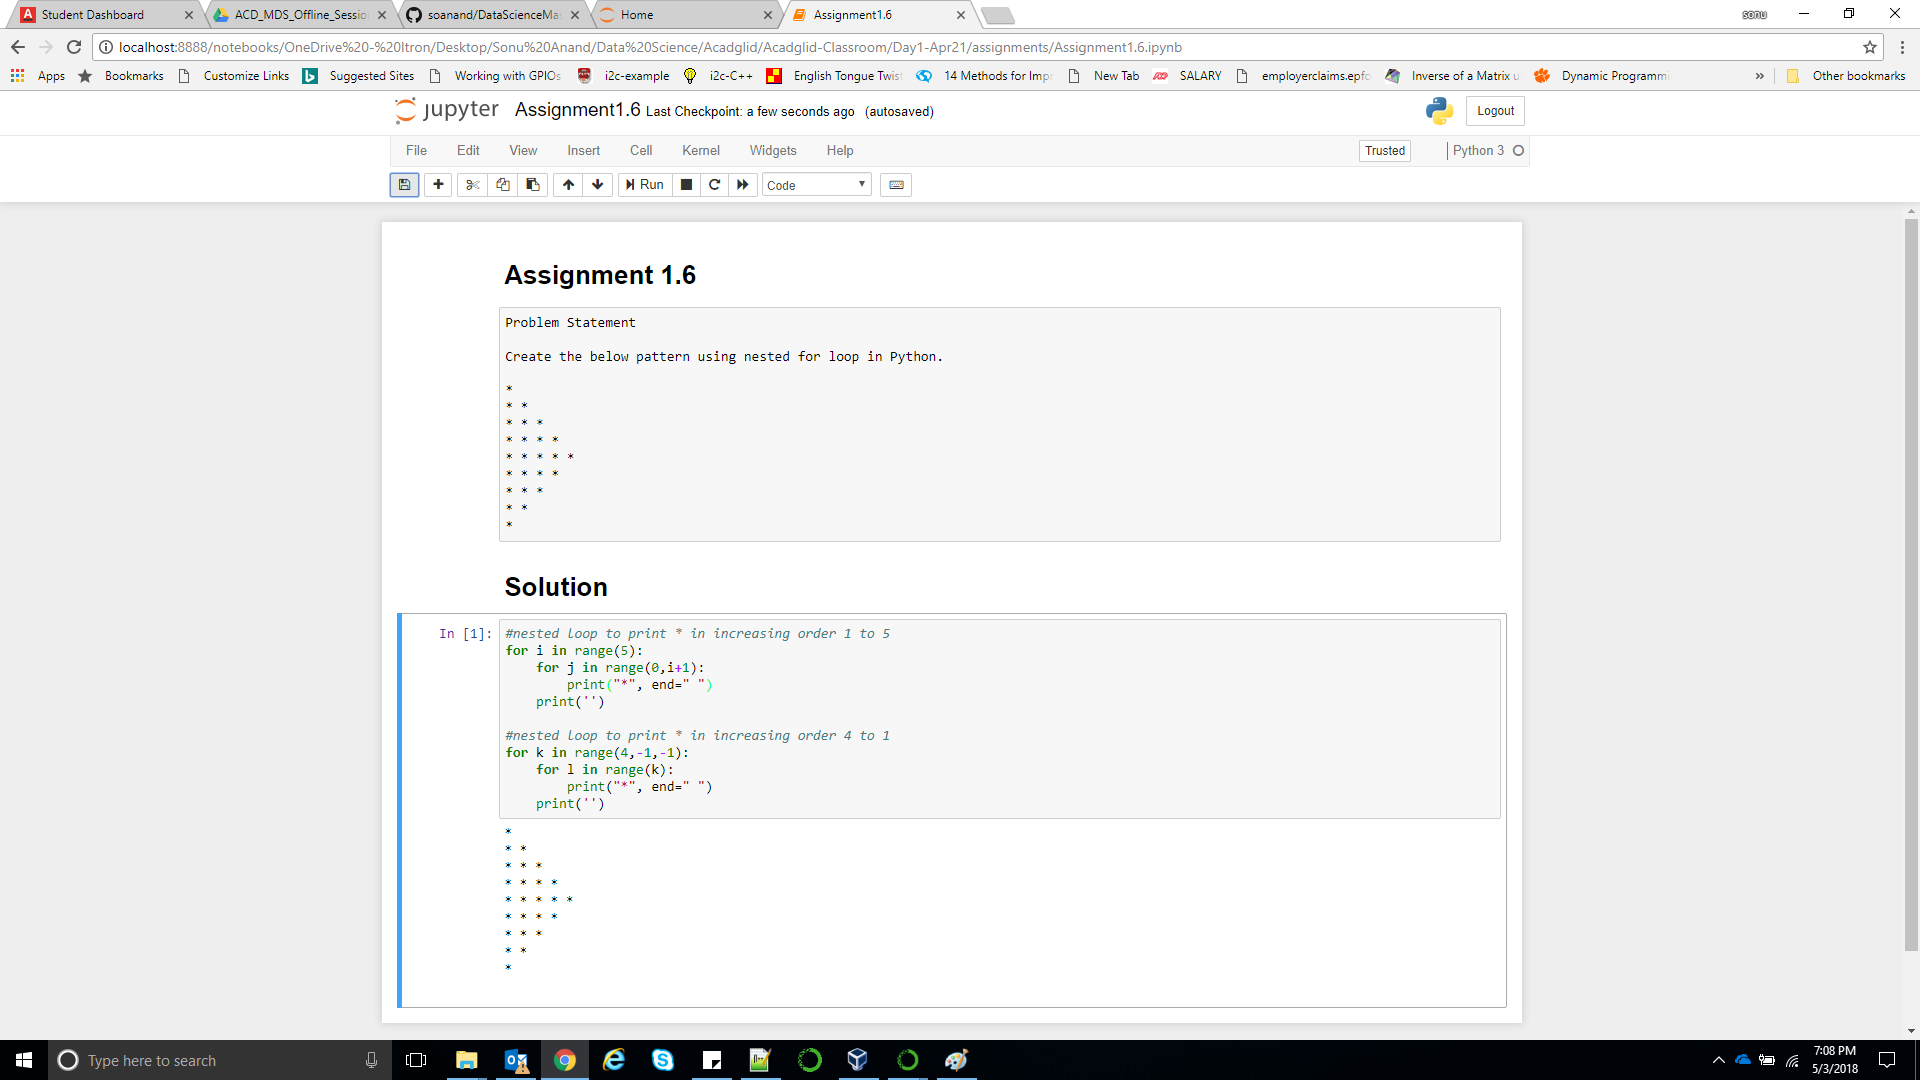 Student Dashboard
ACD_MDS_Offline_Sessio
soanand/DataScienceMa
Home
Assignment1.6
sonu
localhost:8888/notebooks/OneDrive%20-%20Itron/Desktop/Sonu%20Anand/Data%20Science/Acadglid/Acadglid-Classroom/Day1-Apr21/assignments/Assignment1.6.ipynb
Apps
Bookmarks
Customize Links
Suggested Sites
Working with GPIOs
i2c-example
i2c-C++
English Tongue Twist
14 Methods for Impr
New Tab
SALARY
employerclaims.epfo
Inverse of a Matrix u
Dynamic Programmi
»
Other bookmarks
jupyter Assignment1.6 Last Checkpoint: a few seconds ago (autosaved)
Logout
File Edit View Insert Cell Kernel Widgets Help
Trusted
Python 3
Run
Code
Assignment 1.6
Problem Statement
Create the below pattern using nested for loop in Python.
*
* *
* * *
* * * *
* * * * *
* * * *
* * *
* *
*
Solution
In [1]:
#nested loop to print * in increasing order 1 to 5
for i in range(5):
    for j in range(0,i+1):
        print("*", end=" ")
    print('')
#nested loop to print * in increasing order 4 to 1
for k in range(4,-1,-1):
    for l in range(k):
        print("*", end=" ")
    print('')
*
* *
* * *
* * * *
* * * * *
* * * *
* * *
* *
*
Type here to search
7:08 PM
5/3/2018